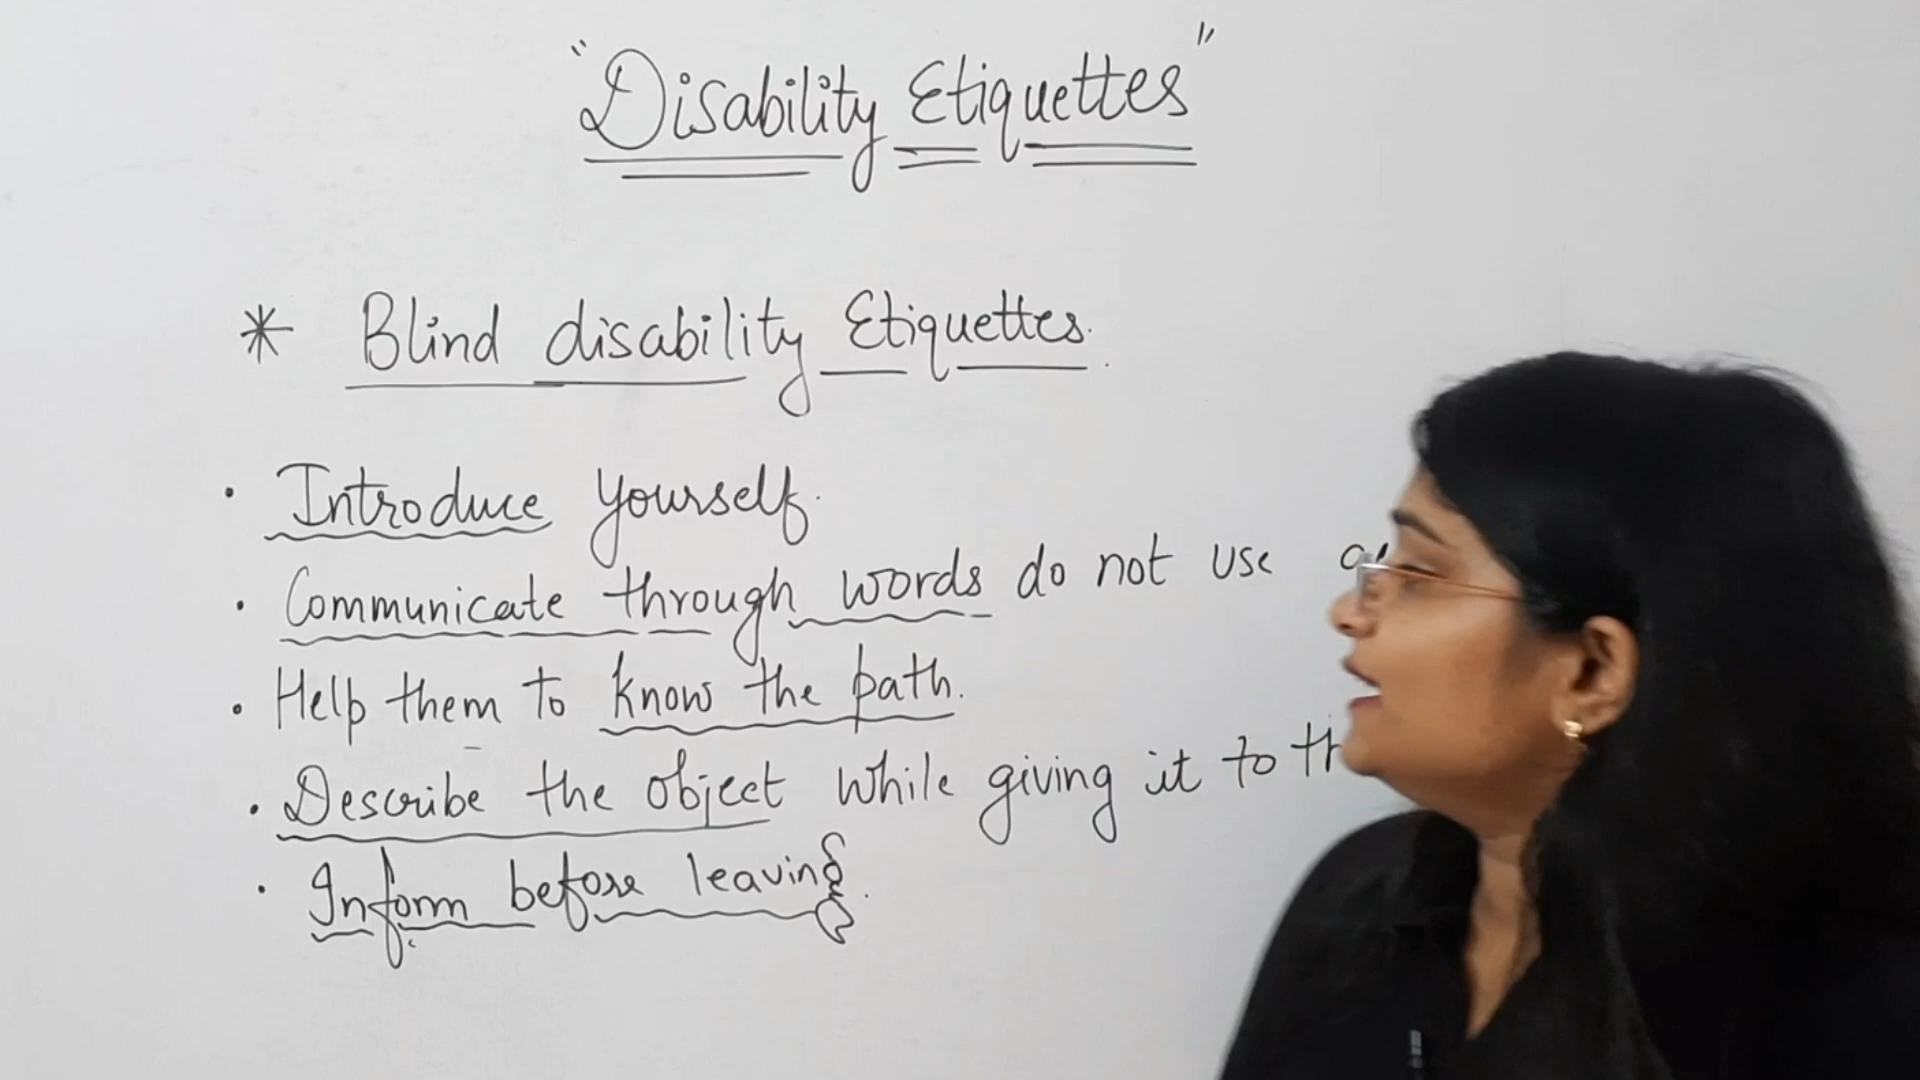 "Disability Etiquettes"
* Blind disability Etiquettes.
· Introduce yourself.
· Communicate through words do not use
· Help them to know the path.
· Describe the object while giving it to
· Inform before leaving.